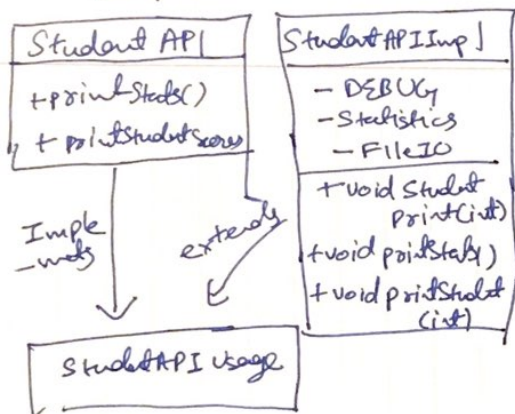 Student API
+printStats()
+ printStudentScores
Imple
-mets
extends
StudentAPIImpl
- DEBUG
- Statistics
- FileIO
+void Student
print(int)
+void printStats()
+void printStudent
(int)
StudentAPI Usage